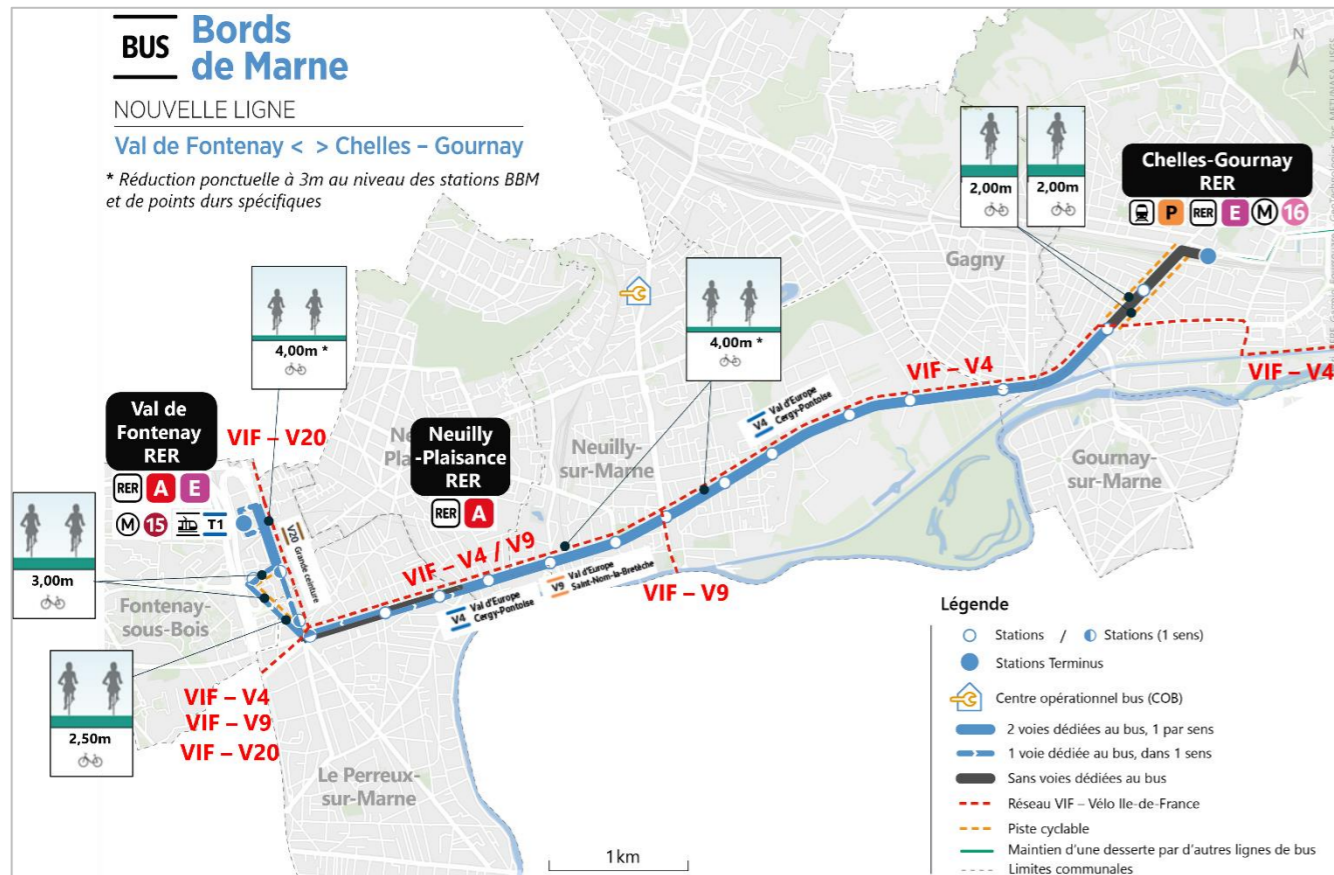 BUS
Bords
de Marne
NOUVELLE LIGNE
Val de Fontenay < > Chelles – Gournay
* Réduction ponctuelle à 3m au niveau des stations BBM
et de points durs spécifiques
N
2,00m
2,00m
Chelles-Gournay
RER
P RER E M 16
Gagny
4,00m *
4,00m *
VIF – V4
VIF – V4
Val de
Fontenay
RER
RER A E
M 15 T1
VIF – V20
V20 Grande ceinture
Neuilly
-Plaisance
RER
RER A
Neuilly-
sur-Marne
V4 Val d'Europe
Cergy-Pontoise
Gournay-
sur-Marne
3,00m
Fontenay-
sous-Bois
VIF – V4 / V9
V4 Val d'Europe
Cergy-Pontoise
V9 Val d'Europe
Saint-Nom-la-Bretèche
VIF – V9
2,50m
VIF – V4
VIF – V9
VIF – V20
Le Perreux-
sur-Marne
1 km
Légende
Stations / Stations (1 sens)
Stations Terminus
Centre opérationnel bus (COB)
2 voies dédiées au bus, 1 par sens
1 voie dédiée au bus, dans 1 sens
Sans voies dédiées au bus
Réseau VIF – Vélo Ile-de-France
Piste cyclable
Maintien d'une desserte par d'autres lignes de bus
Limites communales